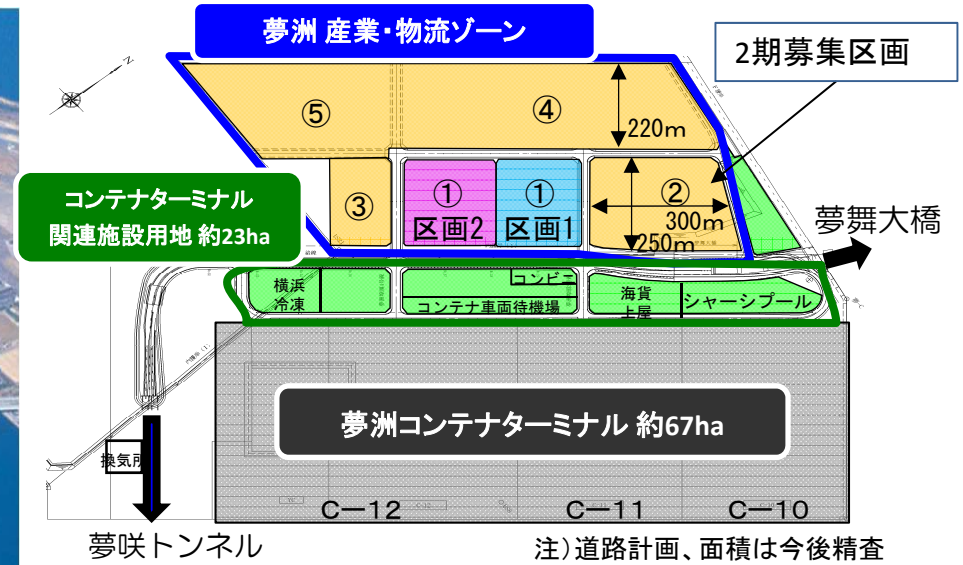 夢洲 産業・物流ゾーン
2期募集区画
N
⑤
④
220m
コンテナターミナル
関連施設用地 約23ha
③
①
区画2
①
区画1
②
300m
250m
夢舞大橋
横浜
冷凍
コンビニ
コンテナ車両待機場
海貨
上屋
シャーシプール
夢洲コンテナターミナル 約67ha
換気所
C－12
C－11
C－10
夢咲トンネル
注）道路計画、面積は今後精査